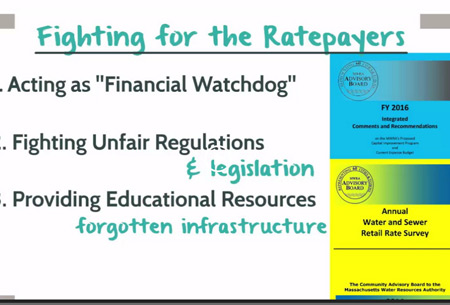 Fighting for the Ratepayers
. Acting as "Financial Watchdog"
. Fighting Unfair Regulations
& legislation
. Providing Educational Resources
forgotten infrastructure
ADVISORY
BOARD
FY 2016
Integrated
Comments and Recommendations
on the MWRA's Proposed
Capital Improvement Program
and
Current Expense Budget
MWRA
ADVISORY
BOARD
Annual
Water and Sewer
Retail Rate Survey
The Community Advisory Board to the
Massachusetts Water Resources Authority